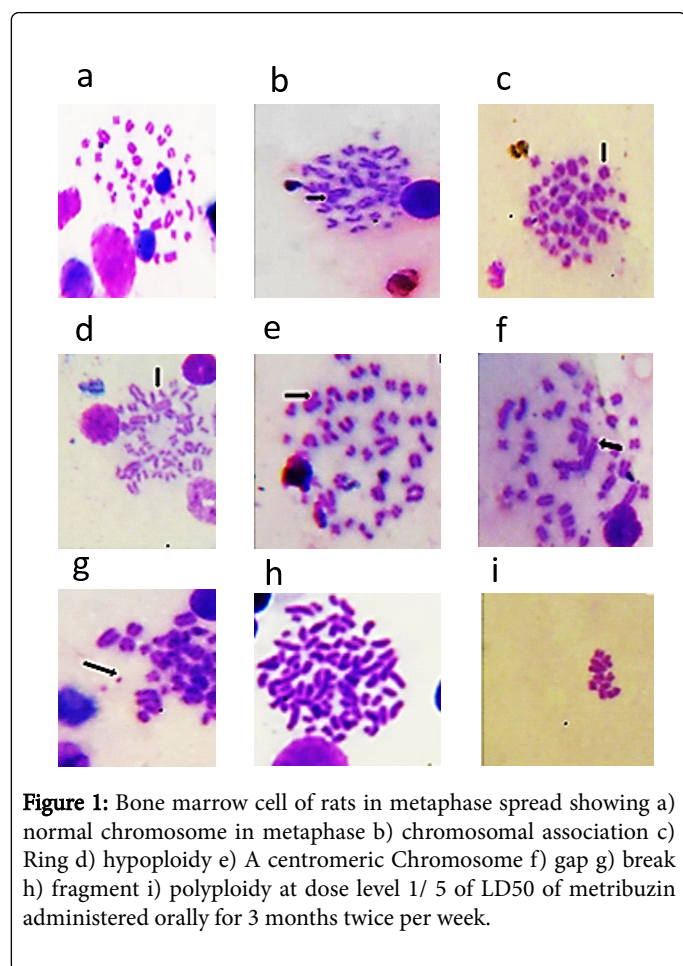 a
b
c
d
e
f
g
h
i
Figure 1: Bone marrow cell of rats in metaphase spread showing a)
normal chromosome in metaphase b) chromosomal association c)
Ring d) hypoploidy e) A centromeric Chromosome f) gap g) break
h) fragment i) polyploidy at dose level 1/ 5 of LD50 of metribuzin
administered orally for 3 months twice per week.